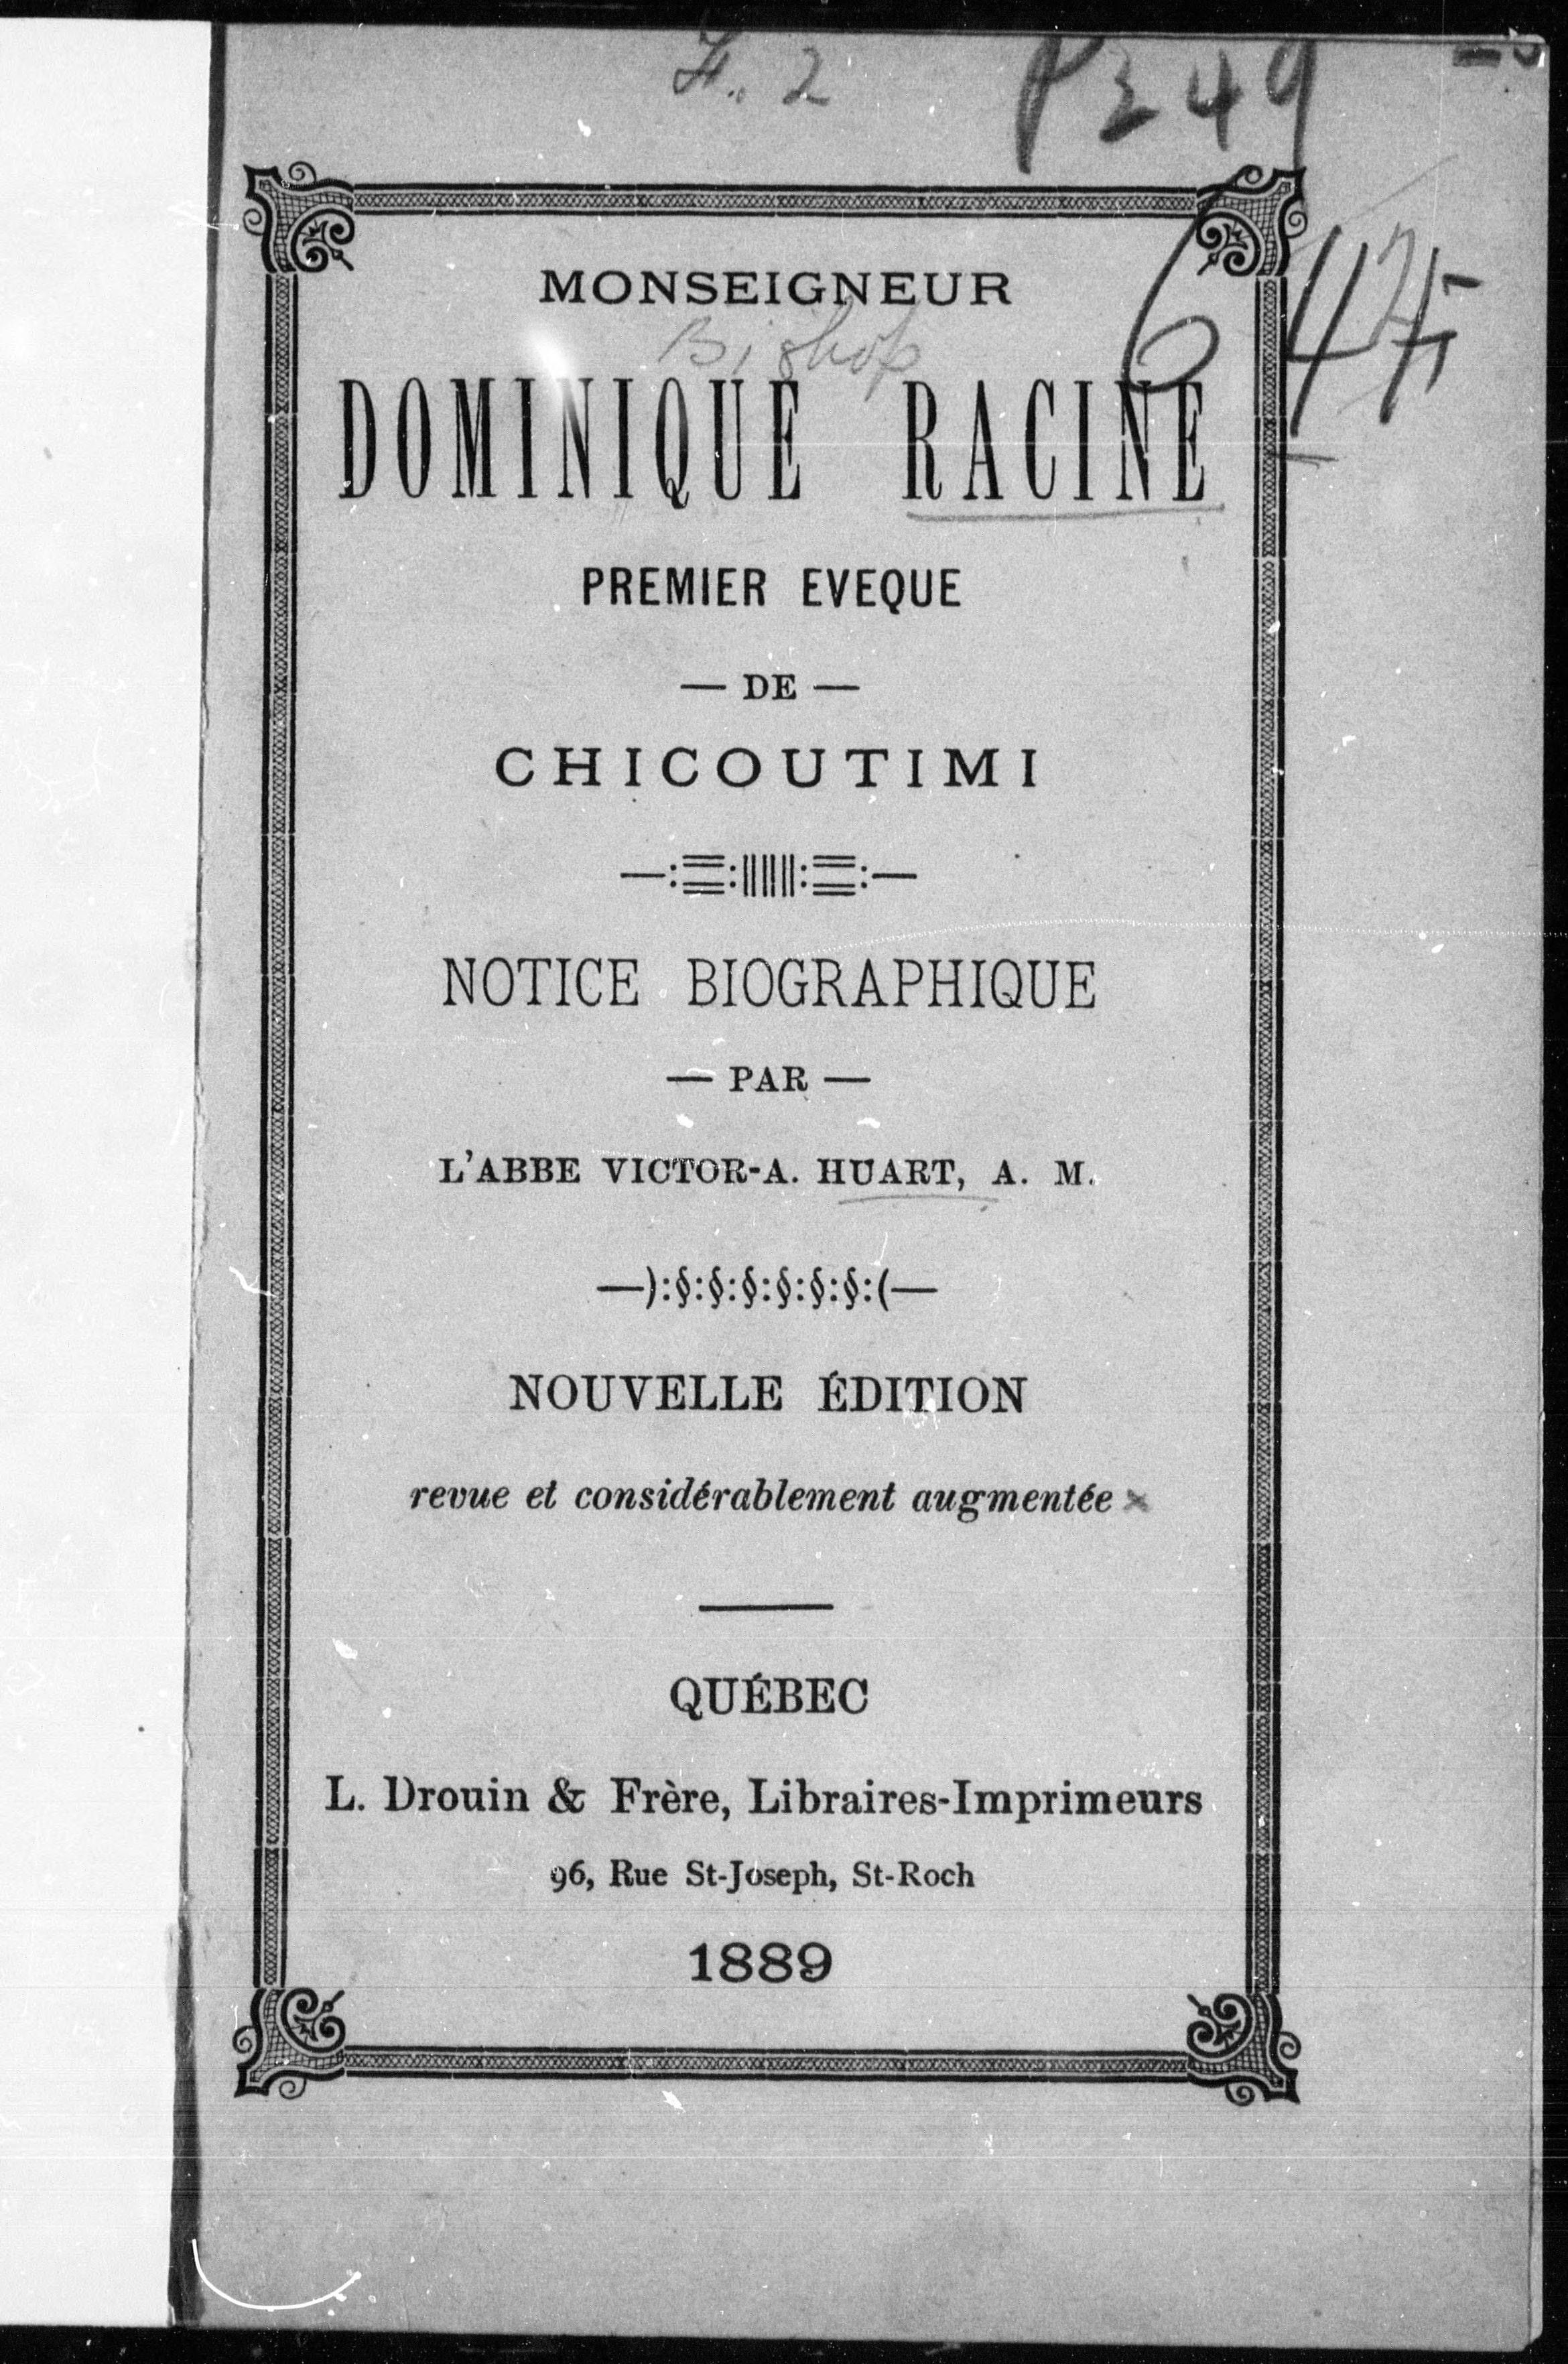 P249
6
MONSEIGNEUR
Bishop
DOMINIQUE RACINE
PREMIER EVEQUE
— DE —
CHICOUTIMI
NOTICE BIOGRAPHIQUE
— PAR —
L'ABBE VICTOR-A. HUART, A. M.
—):§:§:§:§:§:§:(—
NOUVELLE ÉDITION
revue et considérablement augmentée
QUÉBEC
L. Drouin & Frère, Libraires-Imprimeurs
96, Rue St-Joseph, St-Roch
1889